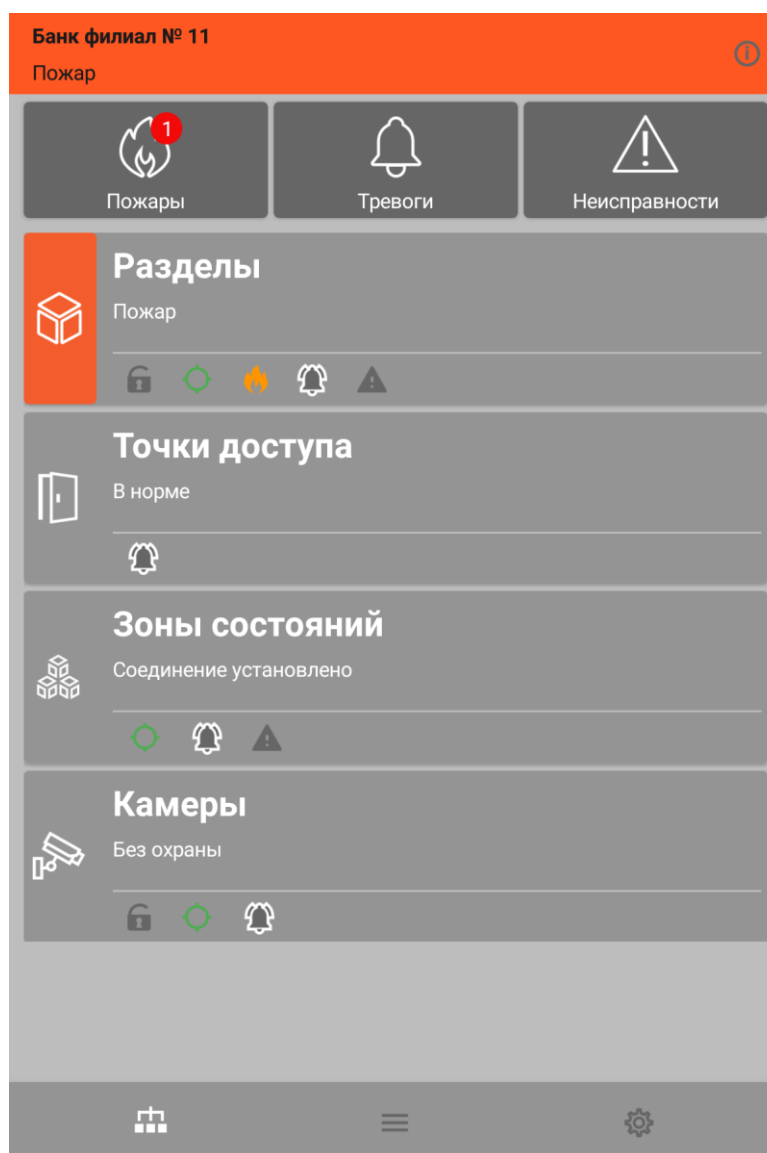 Банк филиал № 11
Пожар
1
Пожары
Тревоги
Неисправности
Разделы
Пожар
Точки доступа
В норме
Зоны состояний
Соединение установлено
Камеры
Без охраны